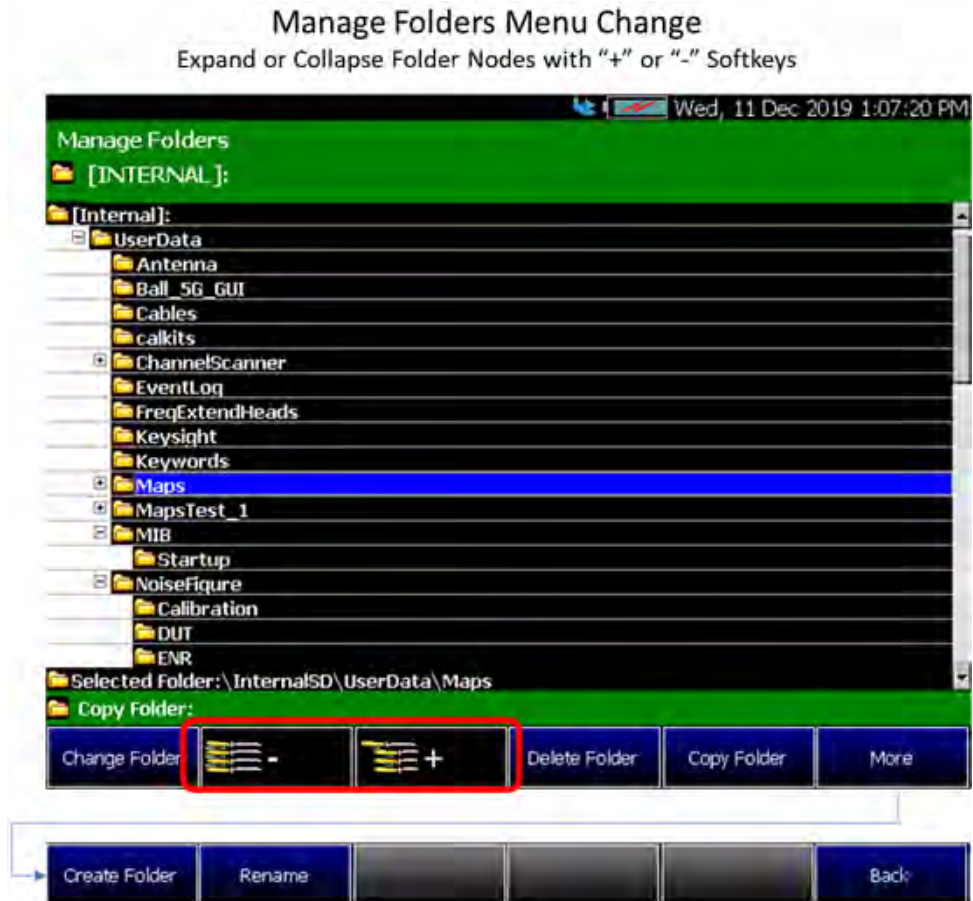 Manage Folders Menu Change
Expand or Collapse Folder Nodes with “+” or “-” Softkeys
Wed, 11 Dec 2019 1:07:20 PM
Manage Folders
[INTERNAL]:
[Internal]:
UserData
Antenna
Ball_5G_GUI
Cables
calkits
ChannelScanner
EventLog
FreqExtendHeads
Keysight
Keywords
Maps
MapsTest_1
MIB
Startup
NoiseFigure
Calibration
DUT
ENR
Selected Folder:\InternalSD\UserData\Maps
Copy Folder:
Change Folder - + Delete Folder Copy Folder More
Create Folder Rename Back